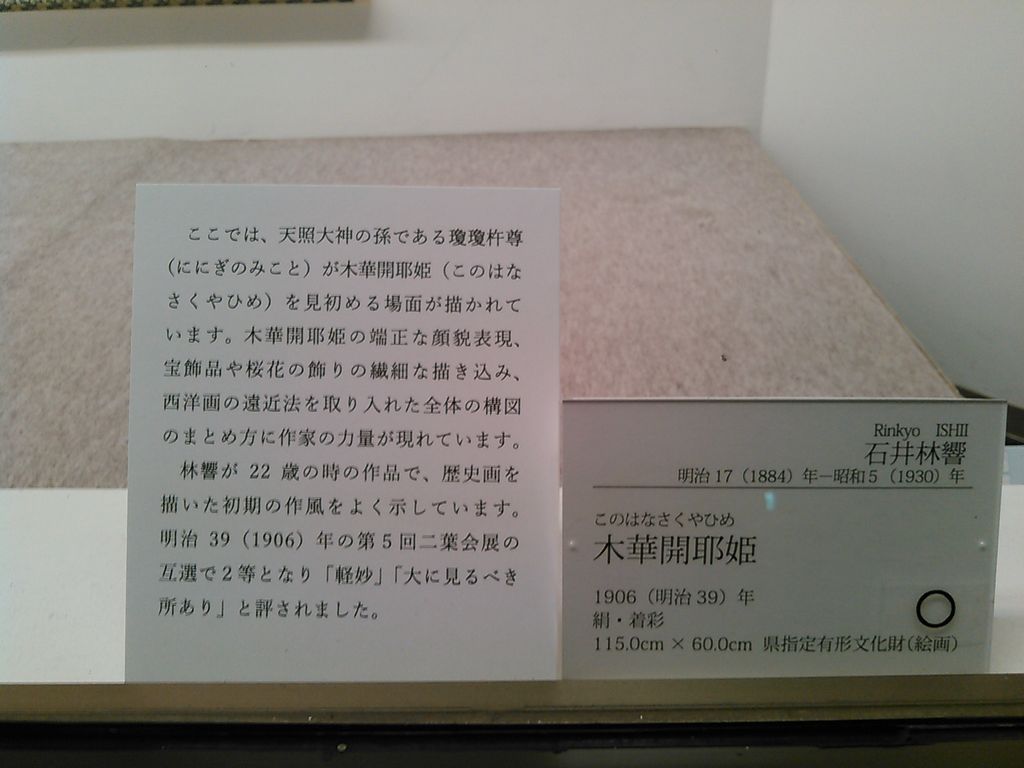 ここでは、天照大神の孫である瓊瓊杵尊
（ににぎのみこと）が木華開耶姫（このはな
さくやひめ）を見初める場面が描かれて
います。木華開耶姫の端正な顔貌表現、
宝飾品や桜花の飾りの繊細な描き込み、
西洋画の遠近法を取り入れた全体の構図
のまとめ方に作家の力量が現れています。
林響が 22 歳の時の作品で、歴史画を
描いた初期の作風をよく示しています。
明治 39（1906）年の第５回二葉会展の
互選で２等となり「軽妙」「大に見るべき
所あり」と評されました。
Rinkyo ISHII
石井林響
明治 17（1884）年－昭和５（1930）年
このはなさくやひめ
木華開耶姫
1906（明治 39）年
絹・着彩
115.0cm × 60.0cm 県指定有形文化財（絵画）